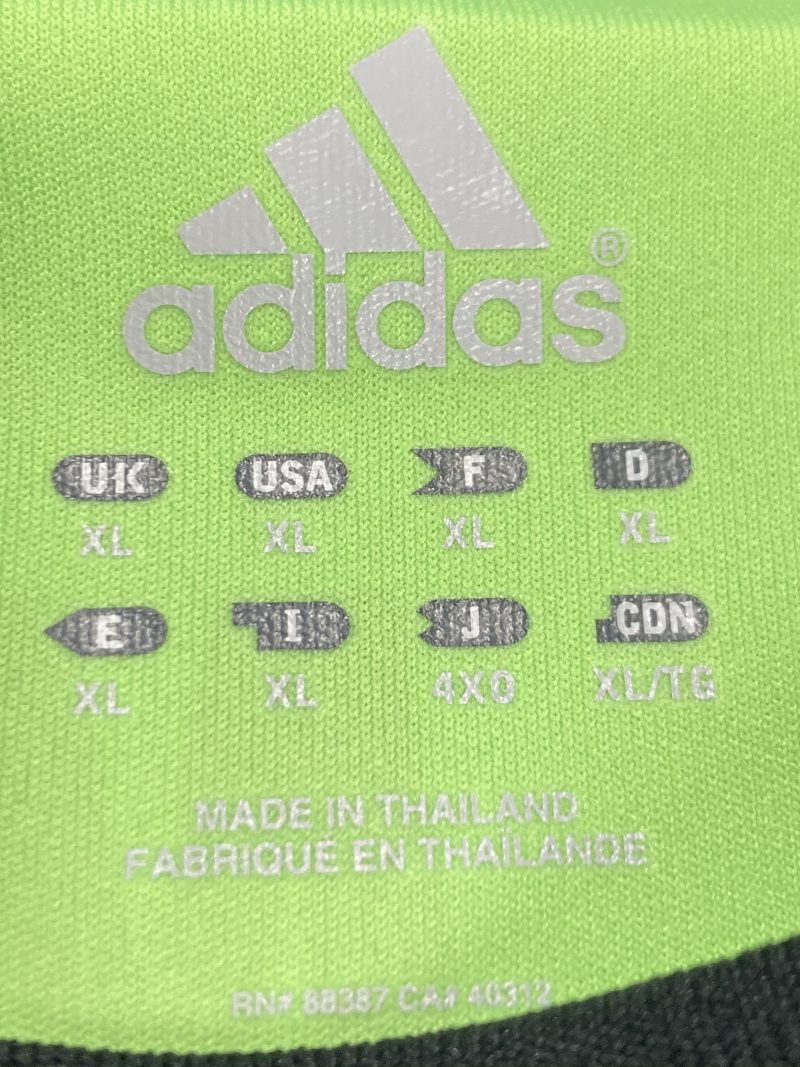 adidas®
UK USA F D
XL XL XL XL
E I J CDN
XL XL 4XO XL/TG
MADE IN THAILAND
FABRIQUÉ EN THAÏLANDE
RN# 88387 CA# 40312